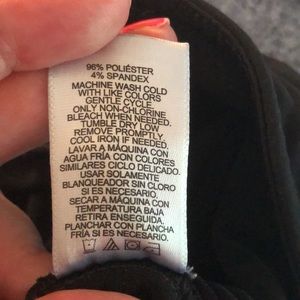 96% POLIÉSTER
4% SPANDEX
MACHINE WASH COLD
WITH LIKE COLORS
GENTLE CYCLE
ONLY NON-CHLORINE
BLEACH WHEN NEEDED.
TUMBLE DRY LOW
REMOVE PROMPTLY.
COOL IRON IF NEEDED.
LAVAR A MÁQUINA CON
AGUA FRÍA CON COLORES
SIMILARES CICLO DELICADO.
USAR SOLAMENTE
BLANQUEADOR SIN CLORO
SI ES NECESARIO.
SECAR A MÁQUINA CON
TEMPERATURA BAJA
RETIRA ENSEGUIDA.
PLANCHAR CON PLANCHA
FRÍA SI ES NECESARIO.